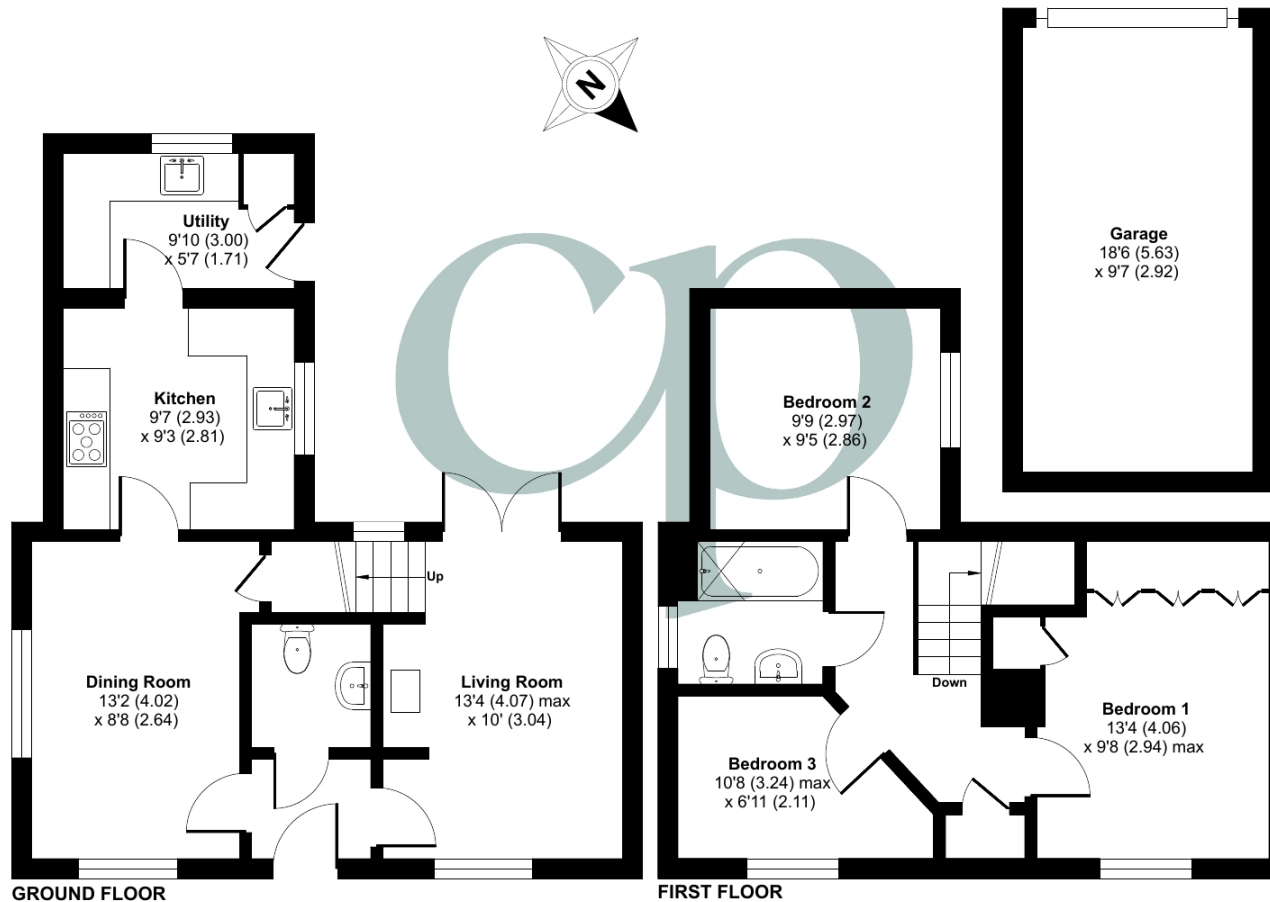 N
Garage
18'6 (5.63)
x 9'7 (2.92)
Utility
9'10 (3.00)
x 5'7 (1.71)
Kitchen
9'7 (2.93)
x 9'3 (2.81)
Bedroom 2
9'9 (2.97)
x 9'5 (2.86)
cp
Up
Dining Room
13'2 (4.02)
x 8'8 (2.64)
Living Room
13'4 (4.07) max
x 10' (3.04)
Down
Bedroom 1
13'4 (4.06)
x 9'8 (2.94) max
Bedroom 3
10'8 (3.24) max
x 6'11 (2.11)
GROUND FLOOR
FIRST FLOOR